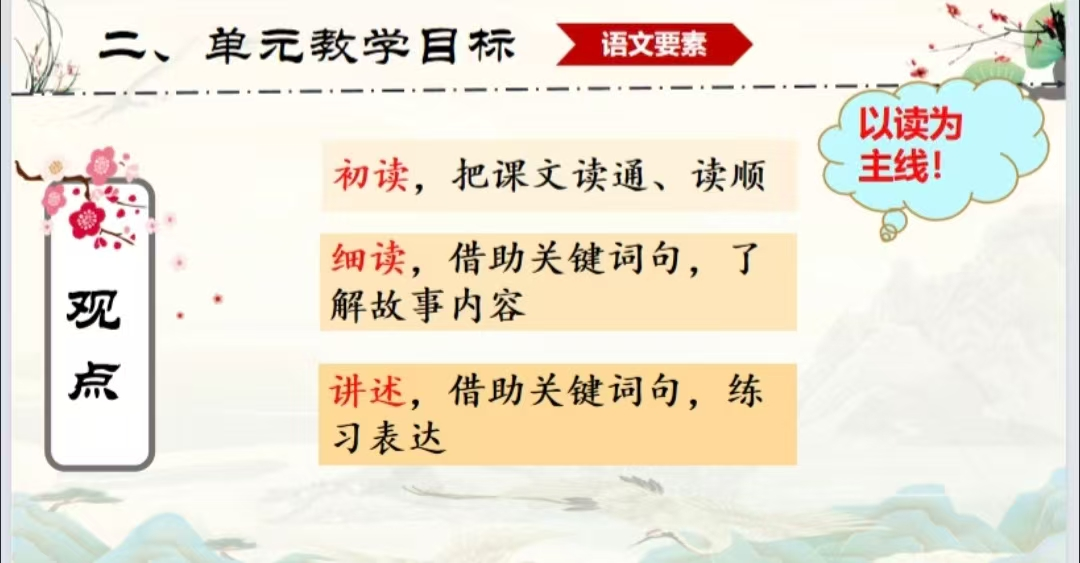 二、单元教学目标
语文要素
以读为
主线！
观
点
初读，把课文读通、读顺
细读，借助关键词句，了
解故事内容
讲述，借助关键词句，练
习表达